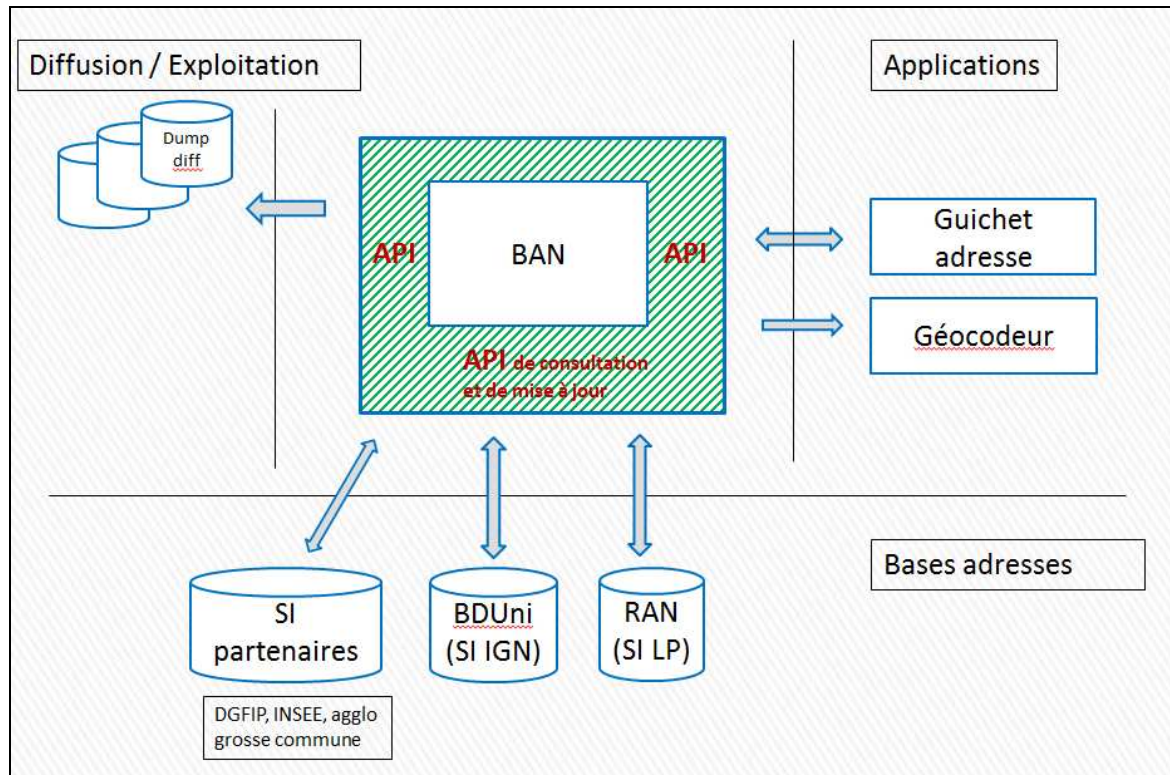 Diffusion / Exploitation
Applications
Dump
diff
API
BAN
API
Guichet
adresse
Géocodeur
API de consultation
et de mise à jour
Bases adresses
SI
partenaires
BDUni
(SI IGN)
RAN
(SI LP)
DGFIP, INSEE, agglo
grosse commune